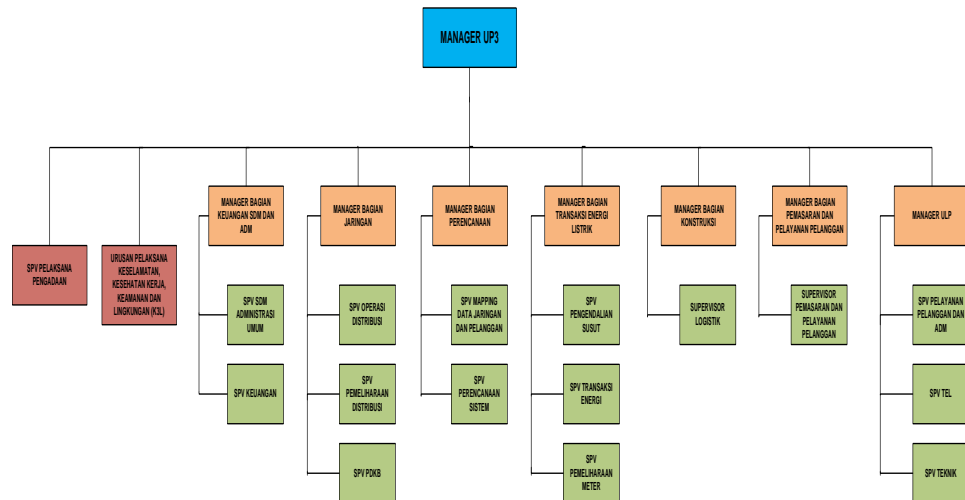 MANAGER UP3
MANAGER BAGIAN
KEUANGAN SDM DAN
ADM
MANAGER BAGIAN
JARINGAN
MANAGER BAGIAN
PERENCANAAN
MANAGER BAGIAN
TRANSAKSI ENERGI
LISTRIK
MANAGER BAGIAN
KONSTRUKSI
MANAGER BAGIAN
PEMASARAN DAN
PELAYANAN PELANGGAN
MANAGER ULP
SPV PELAKSANA
PENGADAAN
URUSAN PELAKSANA
KESELAMATAN,
KESEHATAN KERJA,
KEAMANAN DAN
LINGKUNGAN (K3L)
SPV SDM
ADMINISTRASI
UMUM
SPV OPERASI
DISTRIBUSI
SPV MAPPING
DATA JARINGAN
DAN PELANGGAN
SPV
PENGENDALIAN
SUSUT
SUPERVISOR
LOGISTIK
SUPERVISOR
PEMASARAN DAN
PELAYANAN
PELANGGAN
SPV PELAYANAN
PELANGGAN DAN
ADM
SPV KEUANGAN
SPV
PEMELIHARAAN
DISTRIBUSI
SPV
PERENCANAAN
SISTEM
SPV TRANSAKSI
ENERGI
SPV TEL
SPV PDKB
SPV
PEMELIHARAAN
METER
SPV TEKNIK